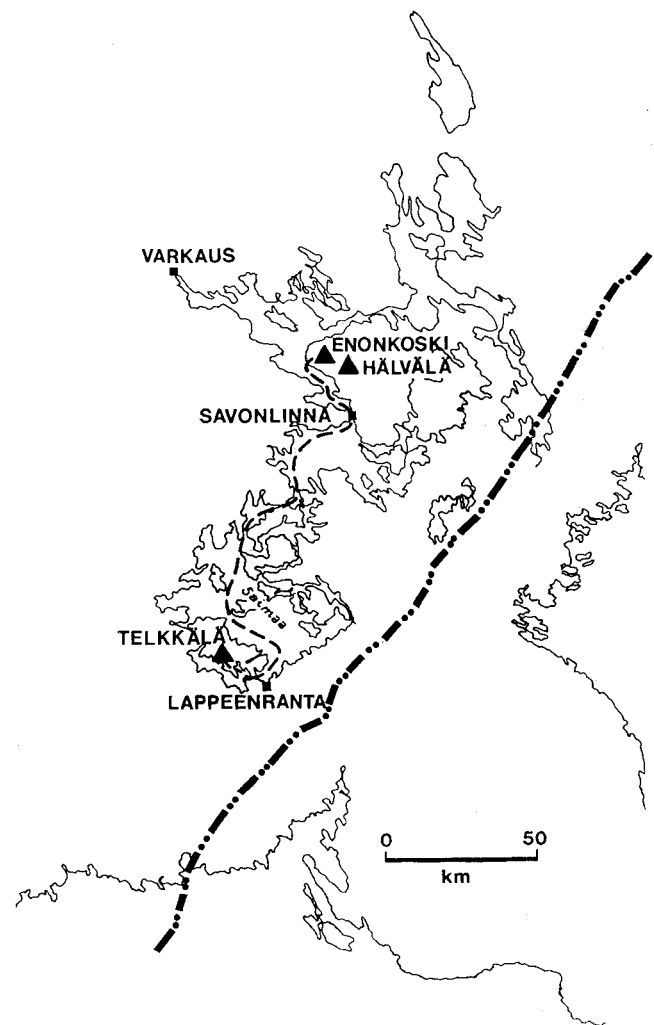 VARKAUS
ENONKOSKI
HÄLVÄLÄ
SAVONLINNA
Saimaa
TELKKÄLÄ
LAPPEENRANTA
0 50
km